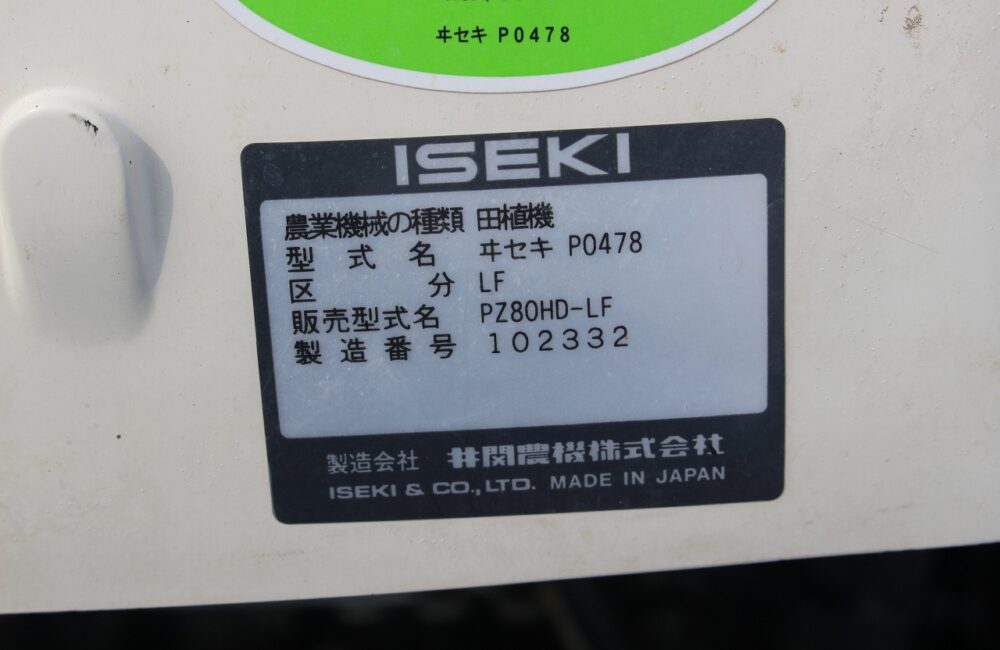 ヰセキ P0478
ISEKI
農業機械の種類 田植機
型式名 ヰセキ P0478
区分 LF
販売型式名 PZ80HD-LF
製造番号 102332
製造会社 井関農機株式会社
ISEKI & CO.,LTD. MADE IN JAPAN